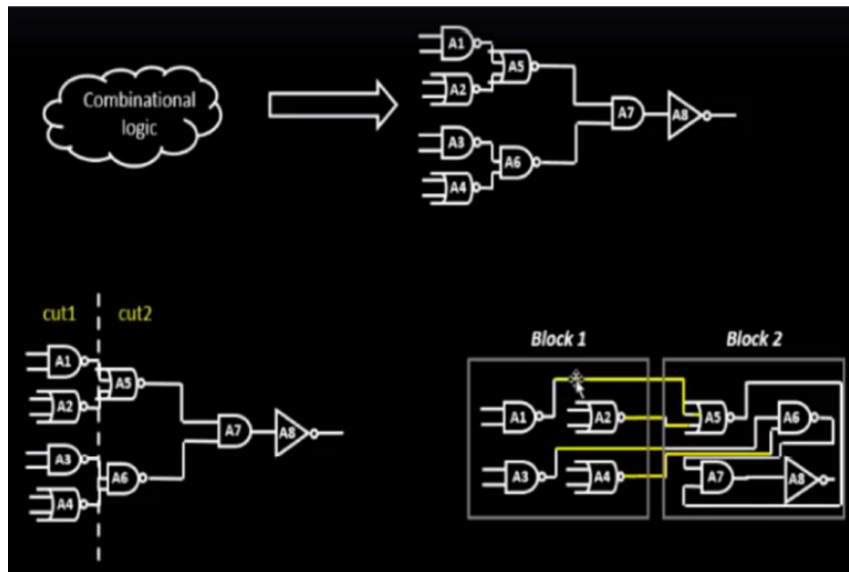 Combinational
logic
A1
A2
A5
A3
A4
A6
A7
A8
cut1
cut2
A1
A2
A5
A3
A4
A6
A7
A8
Block 1
Block 2
A1
A2
A5
A6
A3
A4
A7
A8